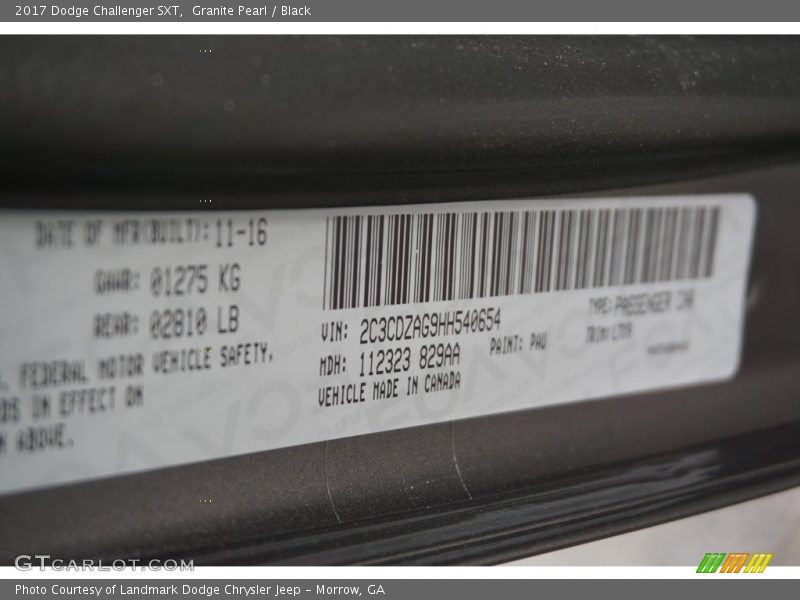 2017 Dodge Challenger SXT, Granite Pearl / Black
DATE OF MFR(BUILT): 11-16
GAWR: 01275 KG
REAR: 02810 LB
FEDERAL MOTOR VEHICLE SAFETY,
DS IN EFFECT ON
ABOVE.
VIN: 2C3CDZAG9HH540654
MDH: 112323 829AA
VEHICLE MADE IN CANADA
PAINT: PAU
TYPE: PASSENGER CAR
TRIM:
GTcarlot.com
Photo Courtesy of Landmark Dodge Chrysler Jeep – Morrow, GA